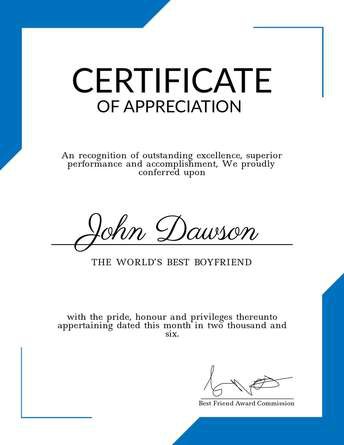 CERTIFICATE
OF APPRECIATION
An recognition of outstanding excellence, superior
performance and accomplishment, We proudly
conferred upon
John Dawson
THE WORLD'S BEST BOYFRIEND
with the pride, honour and privileges thereunto
appertaining dated this month in two thousand and
six.
Best Friend Award Commission